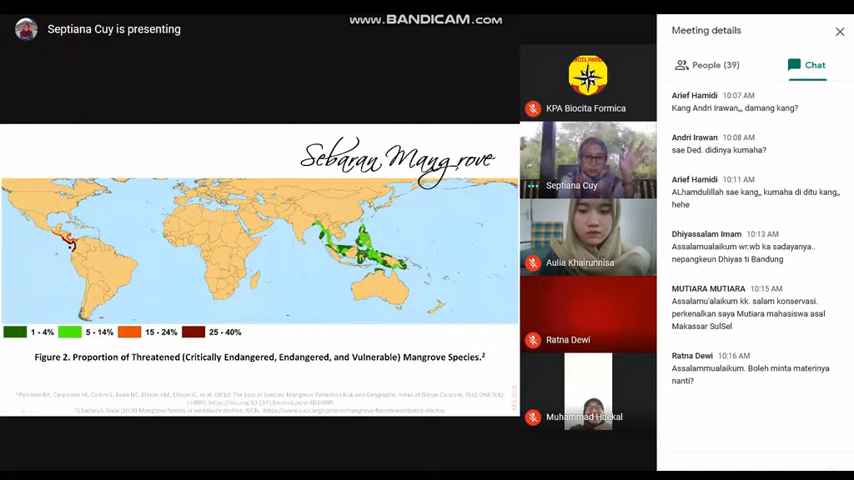 WWW.BANDICAM.COM
Septiana Cuy is presenting
Sebaran Mangrove
1 - 4%
5 - 14%
15 - 24%
25 - 40%
Figure 2. Proportion of Threatened (Critically Endangered, Endangered, and Vulnerable) Mangrove Species.²
KPA Biocita Formica
Septiana Cuy
Aulia Khairunnisa
Ratna Dewi
Muhammad Haekal
Meeting details
People (39)
Chat
Arief Hamidi 10:07 AM
Kang Andri Irawan,,, damang kang?
Andri Irawan 10:08 AM
sae Ded. didinya kumaha?
Arief Hamidi 10:11 AM
ALhamdulillah sae kang,, kumaha di ditu kang,,
hehe
Dhiyassalam Imam 10:13 AM
Assalamualaikum wr.wb ka sadayana..
nepangkeun Dhiyas ti Bandung
MUTIARA MUTIARA 10:15 AM
Assalamu'alaikum kk. salam konservasi.
perkenalkan saya Mutiara mahasiswa asal
Makassar SulSel
Ratna Dewi 10:16 AM
Assalammualaikum. Boleh minta materinya
nanti?